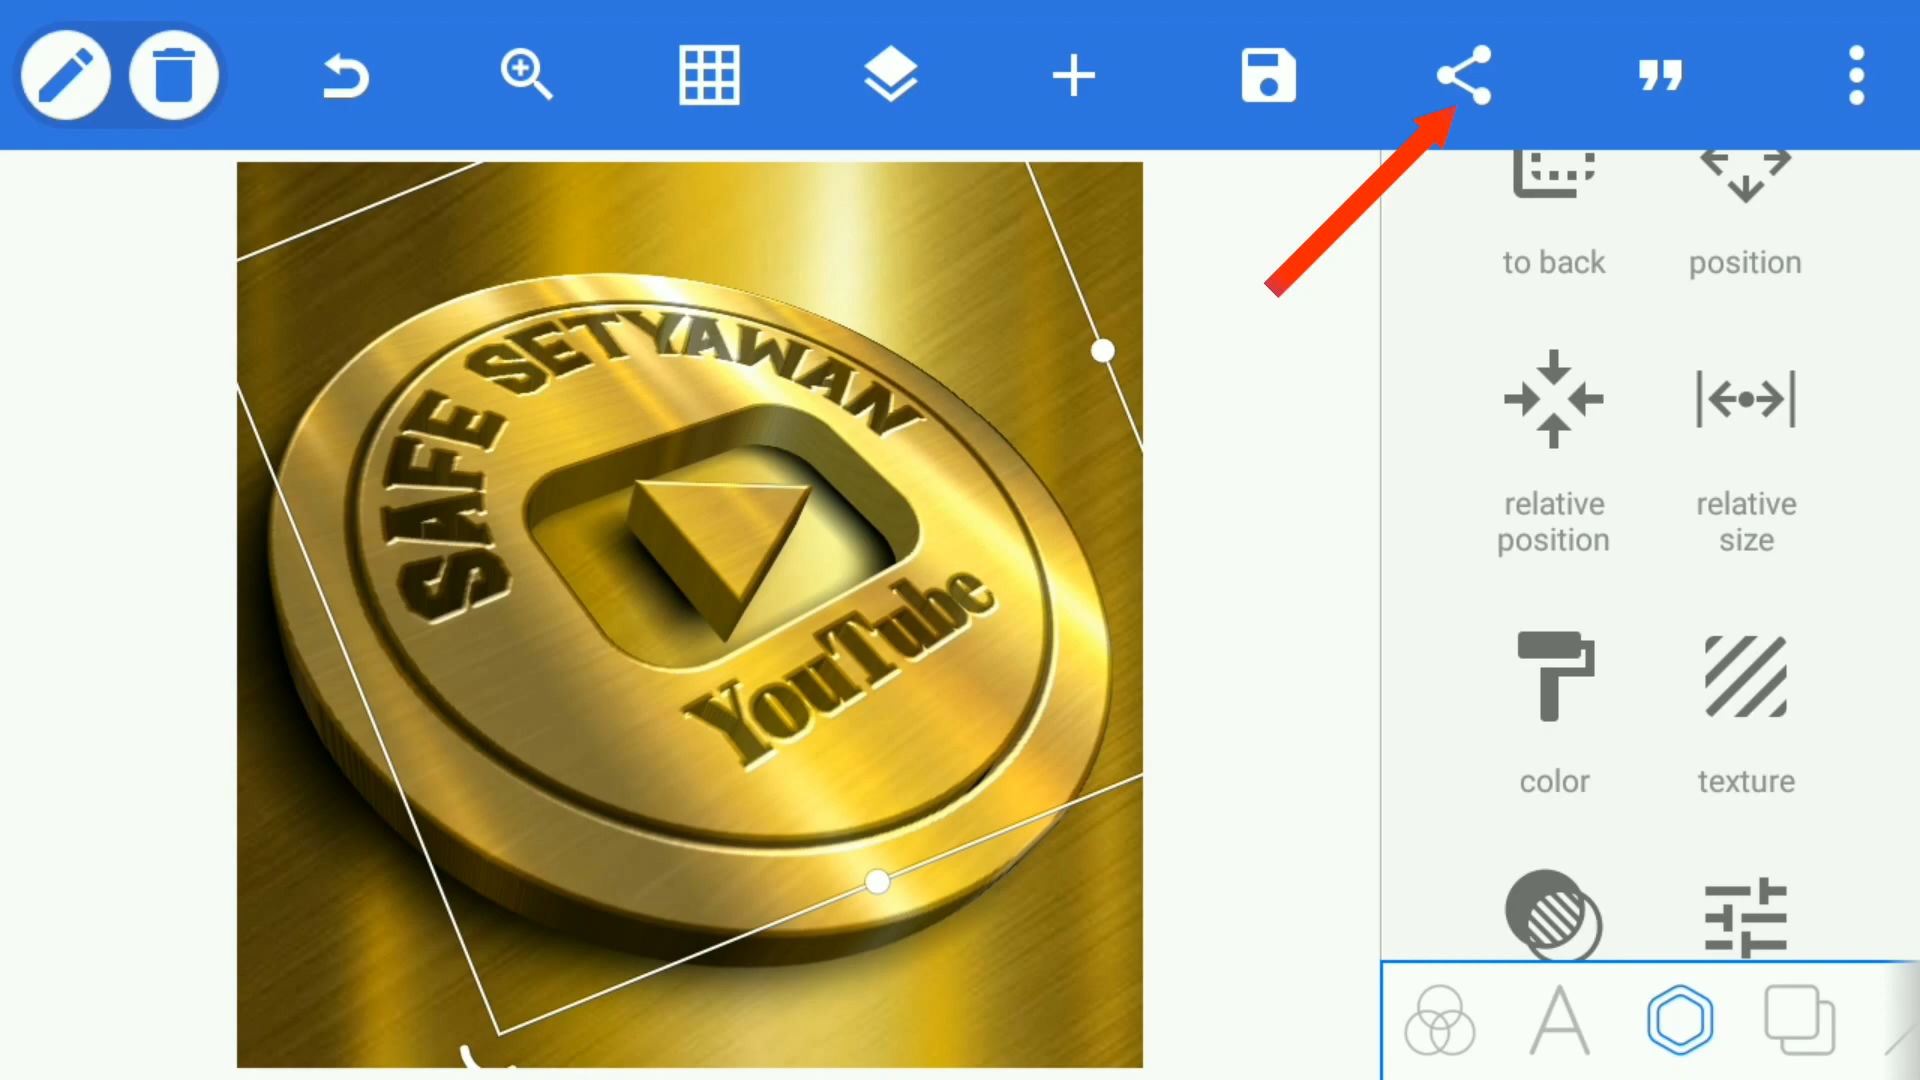 SAFE SETYAWAN
YouTube
to back
position
relative
position
relative
size
color
texture